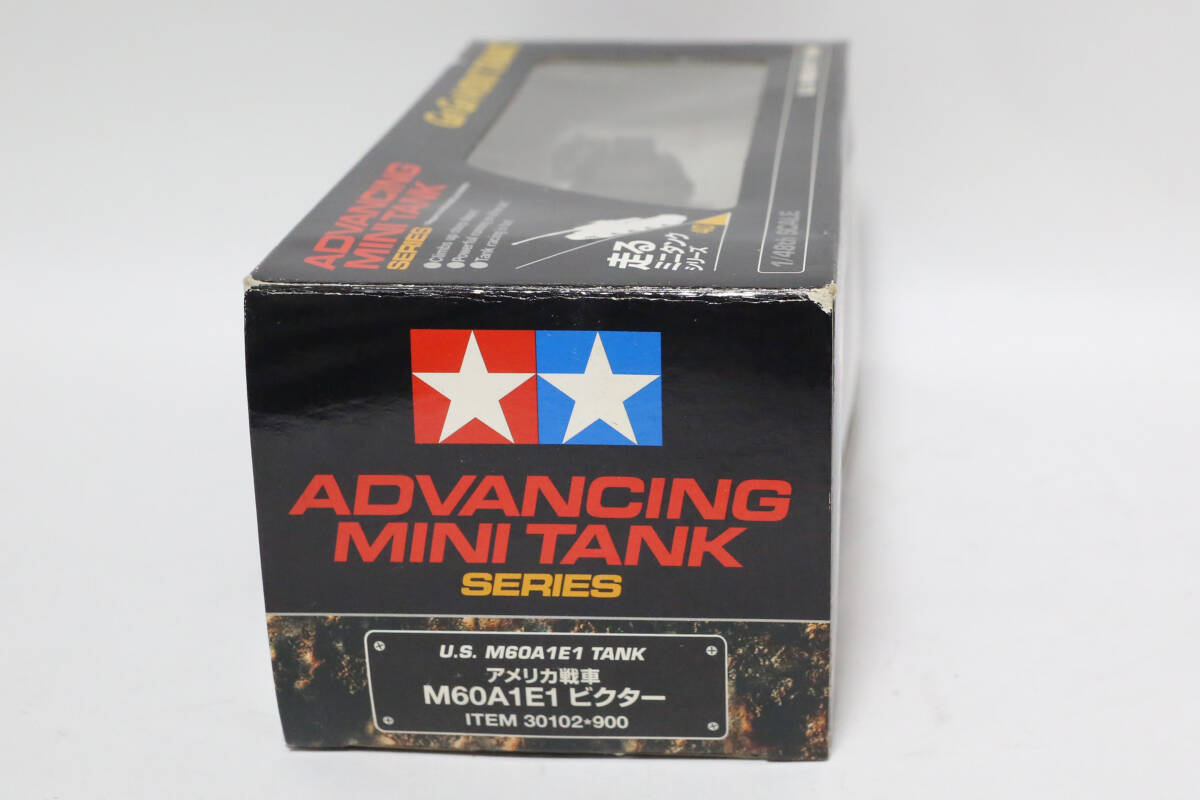 ADVANCING
MINI TANK
SERIES
走る
ミニタンク
シリーズ
1/48th SCALE
ADVANCING
MINI TANK
SERIES
U.S. M60A1E1 TANK
アメリカ戦車
M60A1E1 ビクター
ITEM 30102★900